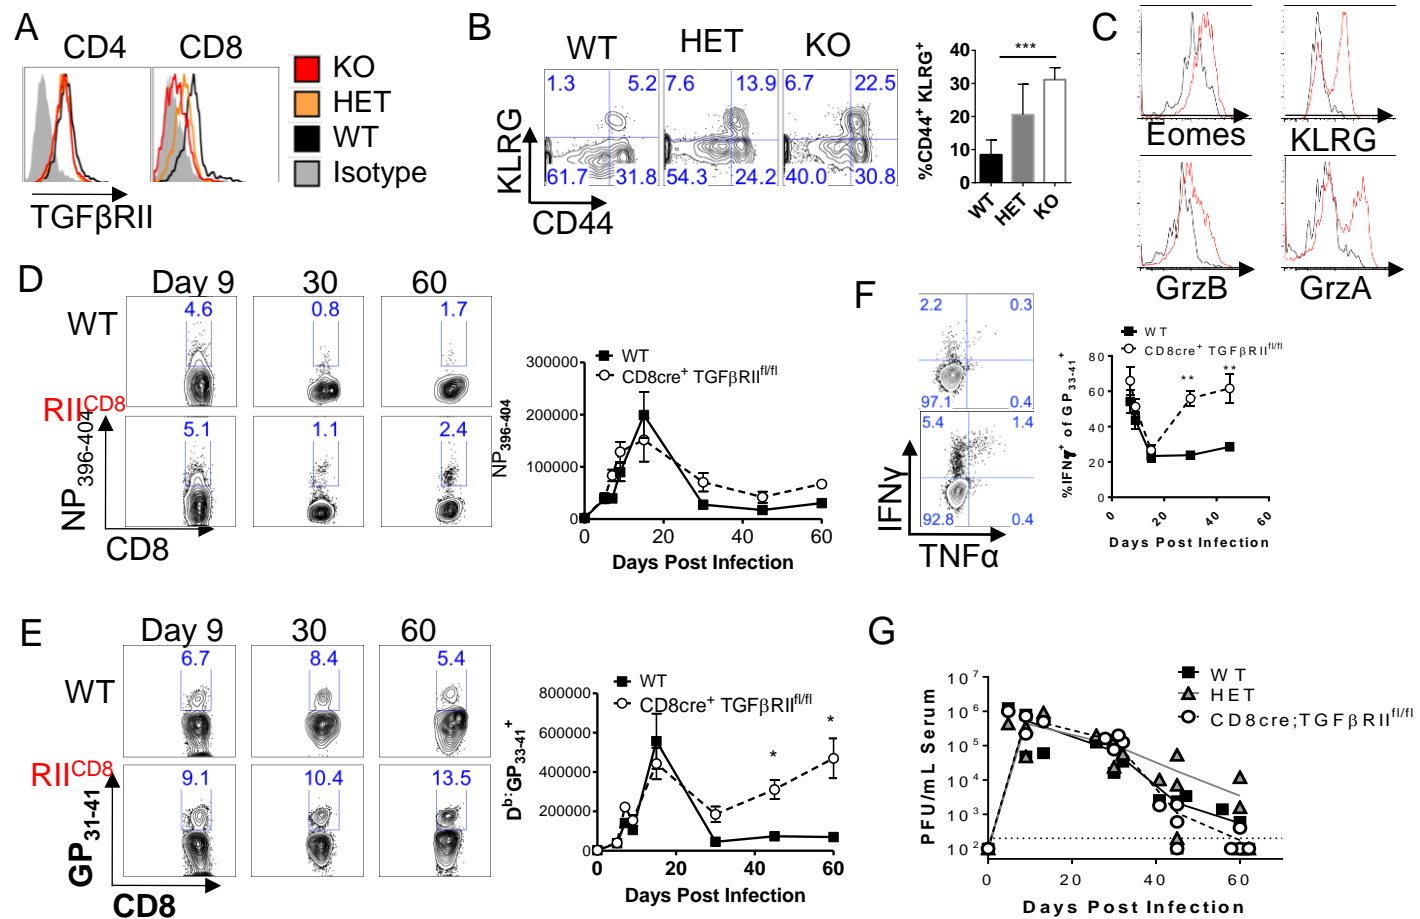 A
CD4
CD8
KO
HET
WT
Isotype
TGFβRII
B
WT
HET
KO
1.3
5.2
7.6
13.9
6.7
22.5
61.7
31.8
54.3
24.2
40.0
30.8
KLRG
CD44
***
%CD44+ KLRG+
40
30
20
10
0
WT
HET
KO
C
Eomes
KLRG
GrzB
GrzA
D
Day 9
30
60
WT
4.6
0.8
1.7
RIICD8
5.1
1.1
2.4
NP396-404
CD8
WT
CD8cre+ TGFβRIIfl/fl
NP396-404
300000
200000
100000
0
0
20
40
60
Days Post Infection
F
2.2
0.3
97.1
0.4
5.4
1.4
92.8
0.4
IFNγ
TNFα
WT
CD8cre+ TGFβRIIfl/fl
%IFNγ+ of GP33-41+
80
60
40
20
0
**
**
0
20
40
60
Days Post Infection
E
Day 9
30
60
WT
6.7
8.4
5.4
RIICD8
9.1
10.4
13.5
GP31-41
CD8
WT
CD8cre+ TGFβRIIfl/fl
Db:GP33-41+
800000
600000
400000
200000
0
*
*
0
20
40
60
Days Post Infection
G
WT
HET
CD8cre;TGFβRIIfl/fl
PFU/mL Serum
107
106
105
104
103
102
0
20
40
60
Days Post Infection